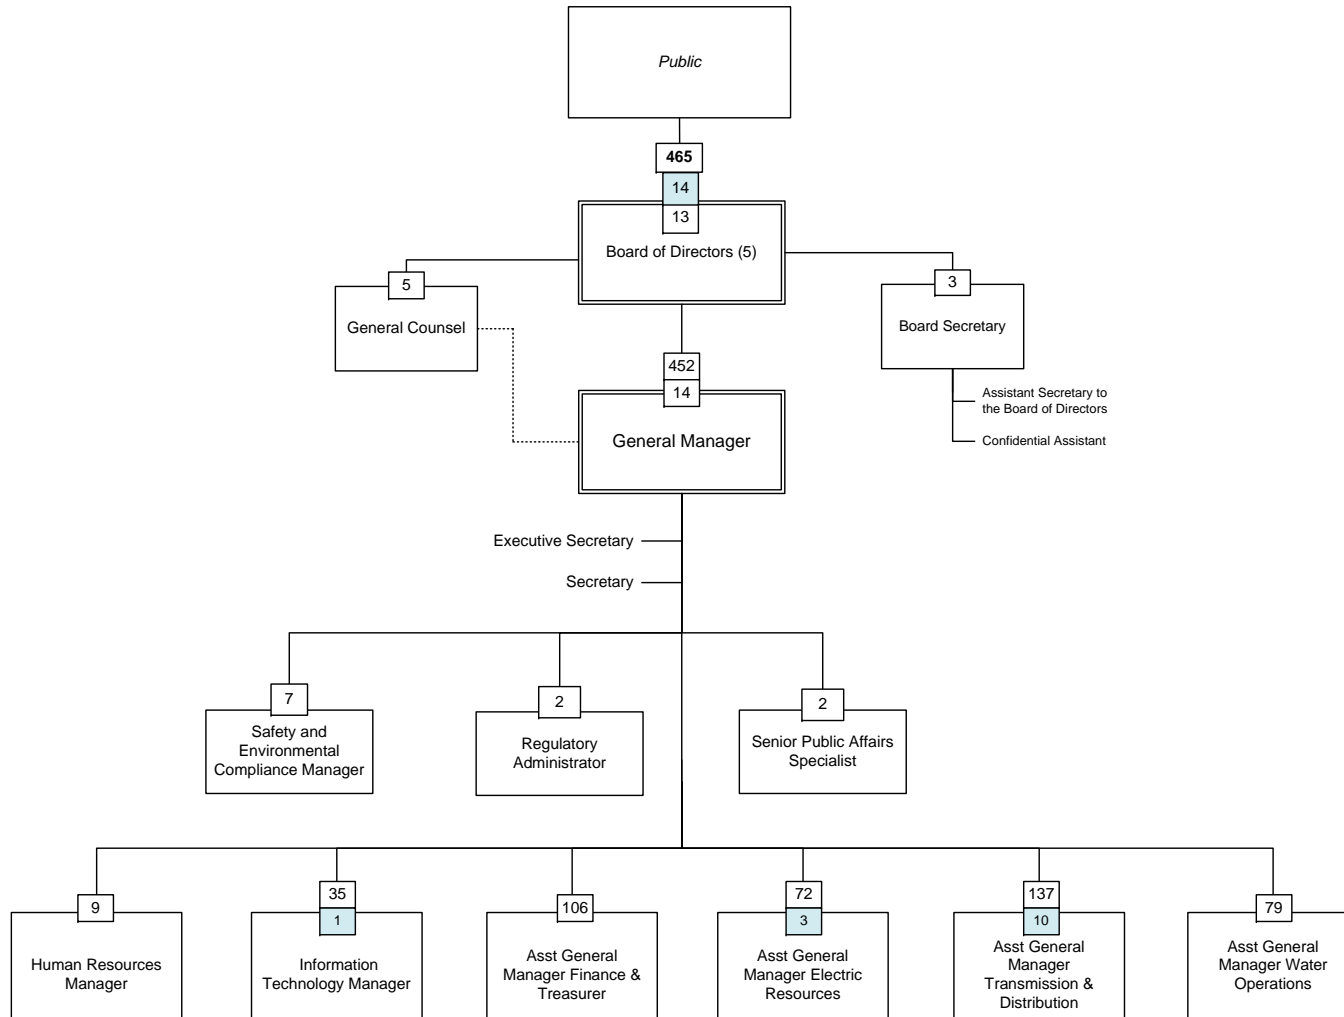 Public
465
14
13
Board of Directors (5)
5
General Counsel
3
Board Secretary
Assistant Secretary to
the Board of Directors
Confidential Assistant
452
14
General Manager
Executive Secretary
Secretary
7
Safety and
Environmental
Compliance Manager
2
Regulatory
Administrator
2
Senior Public Affairs
Specialist
9
Human Resources
Manager
35
1
Information
Technology Manager
106
Asst General
Manager Finance &
Treasurer
72
3
Asst General
Manager Electric
Resources
137
10
Asst General
Manager
Transmission &
Distribution
79
Asst General
Manager Water
Operations